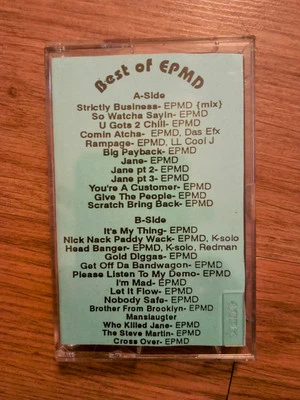 Best of EPMD
A-Side
Strictly Business- EPMD {mix}
So Watcha Sayin- EPMD
U Gots 2 Chill- EPMD
Comin Atcha- EPMD, Das Efx
Rampage- EPMD, LL Cool J
Big Payback- EPMD
Jane- EPMD
Jane pt 2- EPMD
Jane pt 3- EPMD
You're A Customer- EPMD
Give The People- EPMD
Scratch Bring Back- EPMD
B-Side
It's My Thing- EPMD
Nick Nack Paddy Wack- EPMD, K-solo
Head Banger- EPMD, K-solo, Redman
Gold Diggas- EPMD
Get Off Da Bandwagon- EPMD
Please Listen To My Demo- EPMD
I'm Mad- EPMD
Let It Flow- EPMD
Nobody Safe- EPMD
Brother From Brooklyn- EPMD
Manslaugter
Who Killed Jane- EPMD
The Steve Martin- EPMD
Cross Over- EPMD